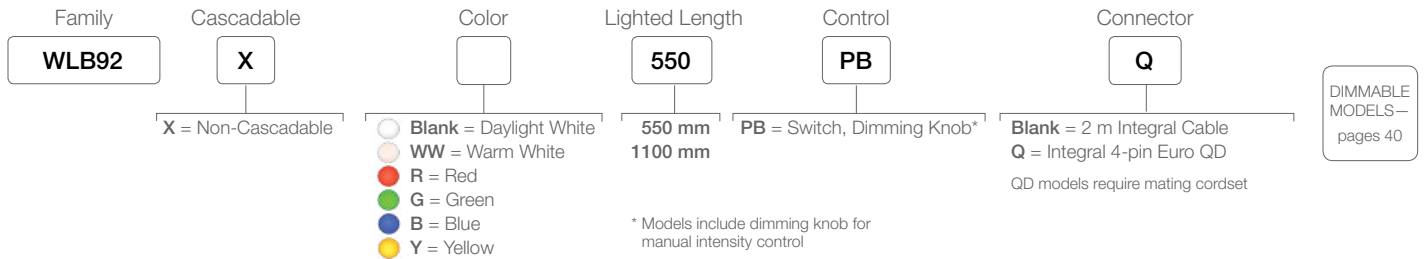 Family
Cascadable
Color
Lighted Length
Control
Connector
WLB92
X
550
PB
Q
X = Non-Cascadable
Blank = Daylight White
WW = Warm White
R = Red
G = Green
B = Blue
Y = Yellow
550 mm
1100 mm
PB = Switch, Dimming Knob*
* Models include dimming knob for
manual intensity control
Blank = 2 m Integral Cable
Q = Integral 4-pin Euro QD
QD models require mating cordset
DIMMABLE
MODELS—
pages 40